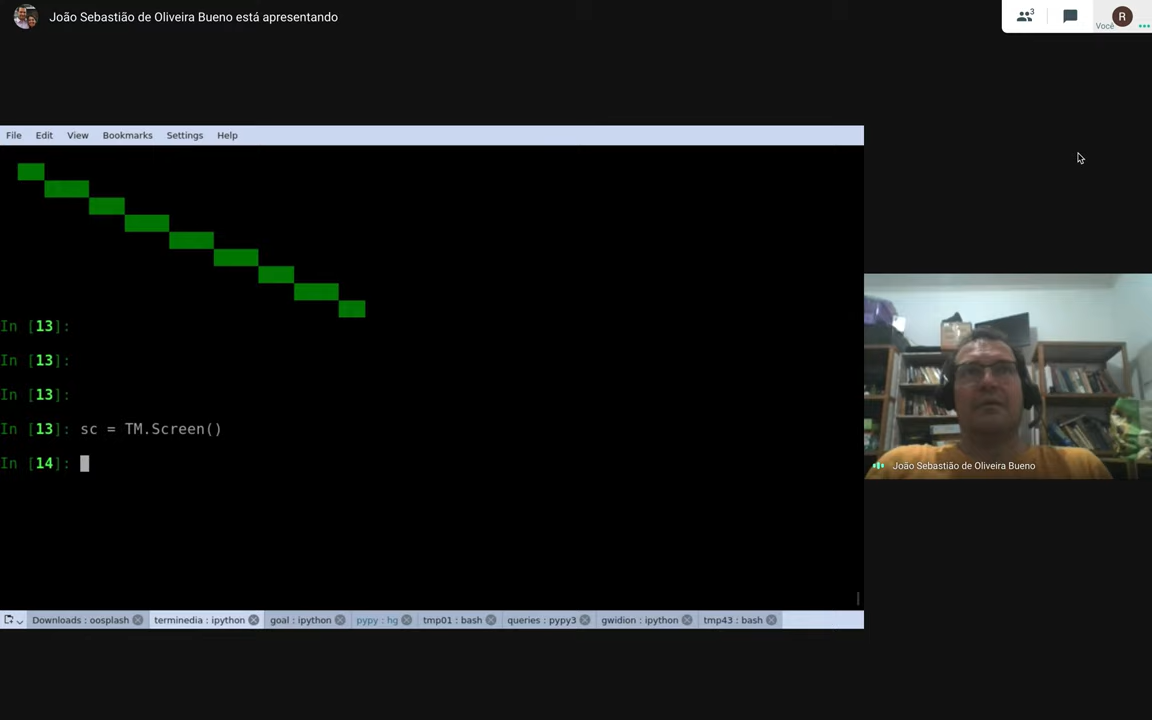 João Sebastião de Oliveira Bueno está apresentando
3
Você
R
File Edit View Bookmarks Settings Help
In [13]:
In [13]:
In [13]:
In [13]: sc = TM.Screen()
In [14]:
João Sebastião de Oliveira Bueno
Downloads : oosplash terminedia : ipython goal : ipython pypy : hg tmp01 : bash queries : pypy3 gwidion : ipython tmp43 : bash